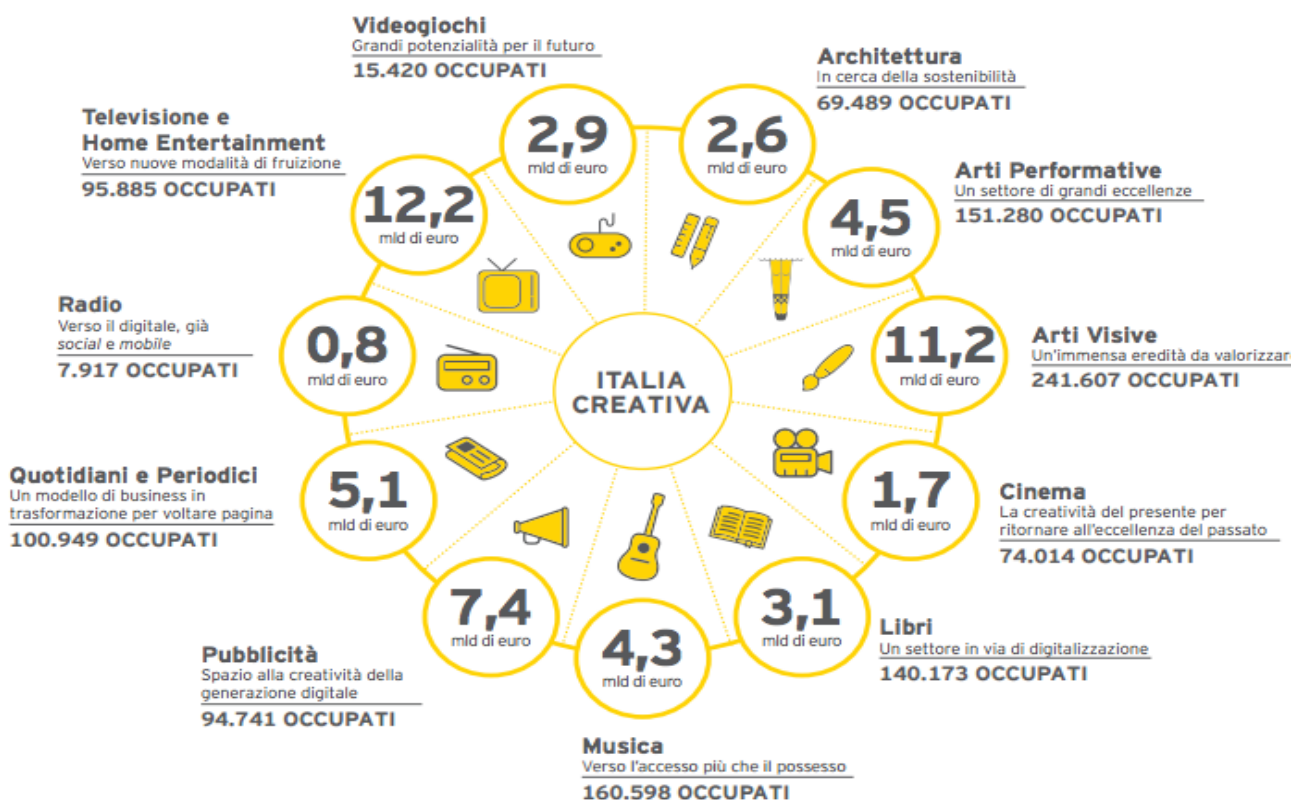 Videogiochi
Grandi potenzialità per il futuro
15.420 OCCUPATI
2,9
mld di euro
Architettura
In cerca della sostenibilità
69.489 OCCUPATI
2,6
mld di euro
Arti Performative
Un settore di grandi eccellenze
151.280 OCCUPATI
4,5
mld di euro
Arti Visive
Un'immensa eredità da valorizzare
241.607 OCCUPATI
11,2
mld di euro
Cinema
La creatività del presente per
ritornare all'eccellenza del passato
74.014 OCCUPATI
1,7
mld di euro
Libri
Un settore in via di digitalizzazione
140.173 OCCUPATI
3,1
mld di euro
Musica
Verso l'accesso più che il possesso
160.598 OCCUPATI
4,3
mld di euro
Pubblicità
Spazio alla creatività della
generazione digitale
94.741 OCCUPATI
7,4
mld di euro
Quotidiani e Periodici
Un modello di business in
trasformazione per voltare pagina
100.949 OCCUPATI
5,1
mld di euro
Radio
Verso il digitale, già
social e mobile
7.917 OCCUPATI
0,8
mld di euro
Televisione e
Home Entertainment
Verso nuove modalità di fruizione
95.885 OCCUPATI
12,2
mld di euro
ITALIA
CREATIVA